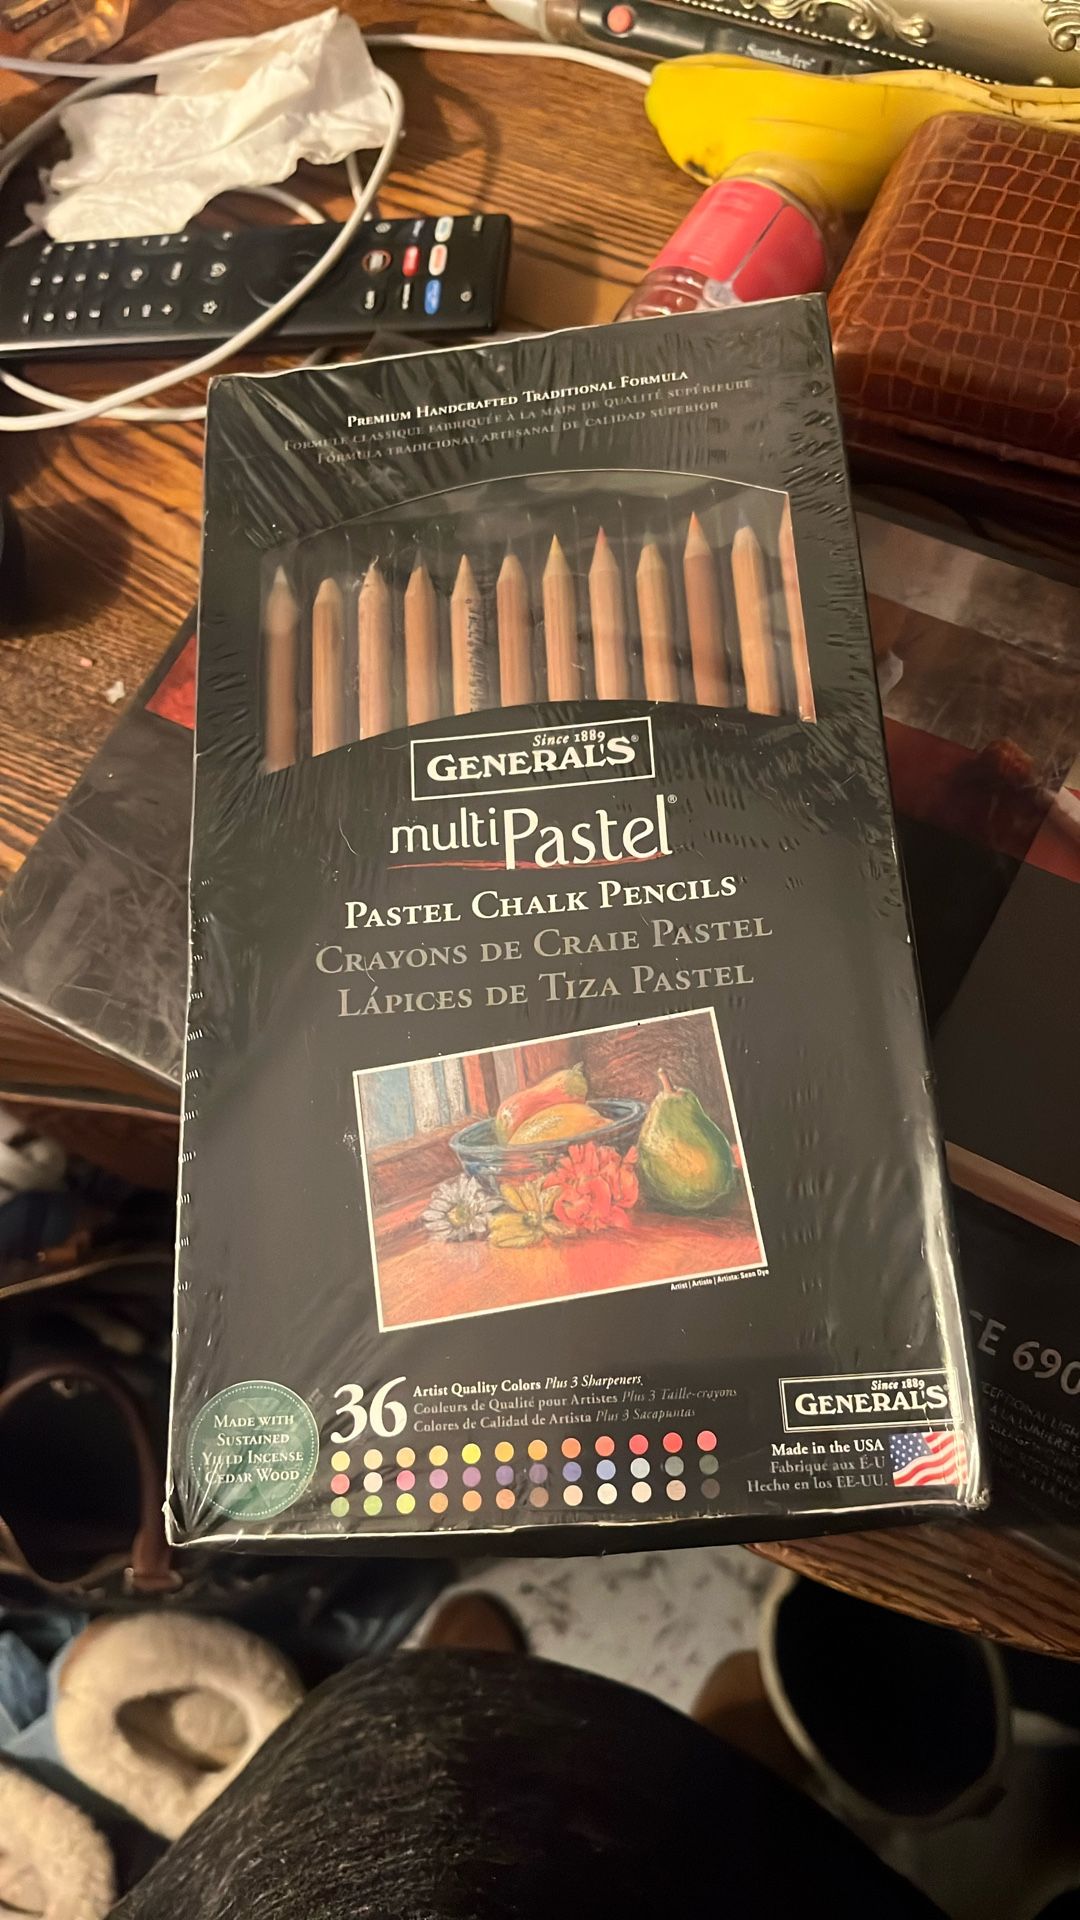 PREMIUM HANDCRAFTED TRADITIONAL FORMULA
FORMULE CLASSIQUE FABRIQUÉE À LA MAIN DE QUALITÉ SUPÉRIEURE
FÓRMULA TRADICIONAL ARTESANAL DE CALIDAD SUPERIOR
Since 1889
GENERAL'S®
multiPastel®
PASTEL CHALK PENCILS
CRAYONS DE CRAIE PASTEL
LÁPICES DE TIZA PASTEL
Artist | Artiste | Artista: Sean Dye
36
Artist Quality Colors Plus 3 Sharpeners
Couleurs de Qualité pour Artistes Plus 3 Taille-crayons
Colores de Calidad de Artista Plus 3 Sacapuntas
MADE WITH
SUSTAINED
YIELD INCENSE
CEDAR WOOD
Since 1889
GENERAL'S®
Made in the USA
Fabriqué aux É-U
Hecho en los EE-UU.
CE 690